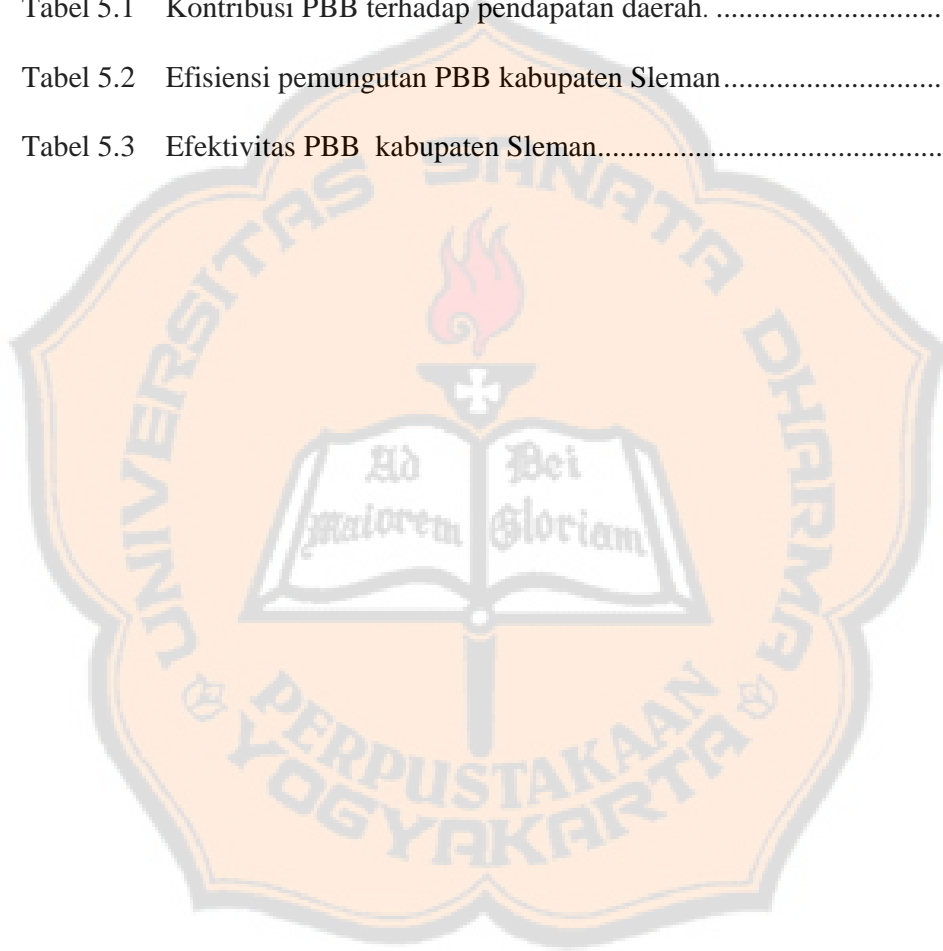 Tabel 5.1 Kontribusi PBB terhadap pendapatan daerah. ................................
Tabel 5.2 Efisiensi pemungutan PBB kabupaten Sleman................................
Tabel 5.3 Efektivitas PBB kabupaten Sleman................................................
UNIVERSITAS SANATA DHARMA
Ad Dei
maiorem Gloriam
PERPUSTAKAAN
YOGYAKARTA